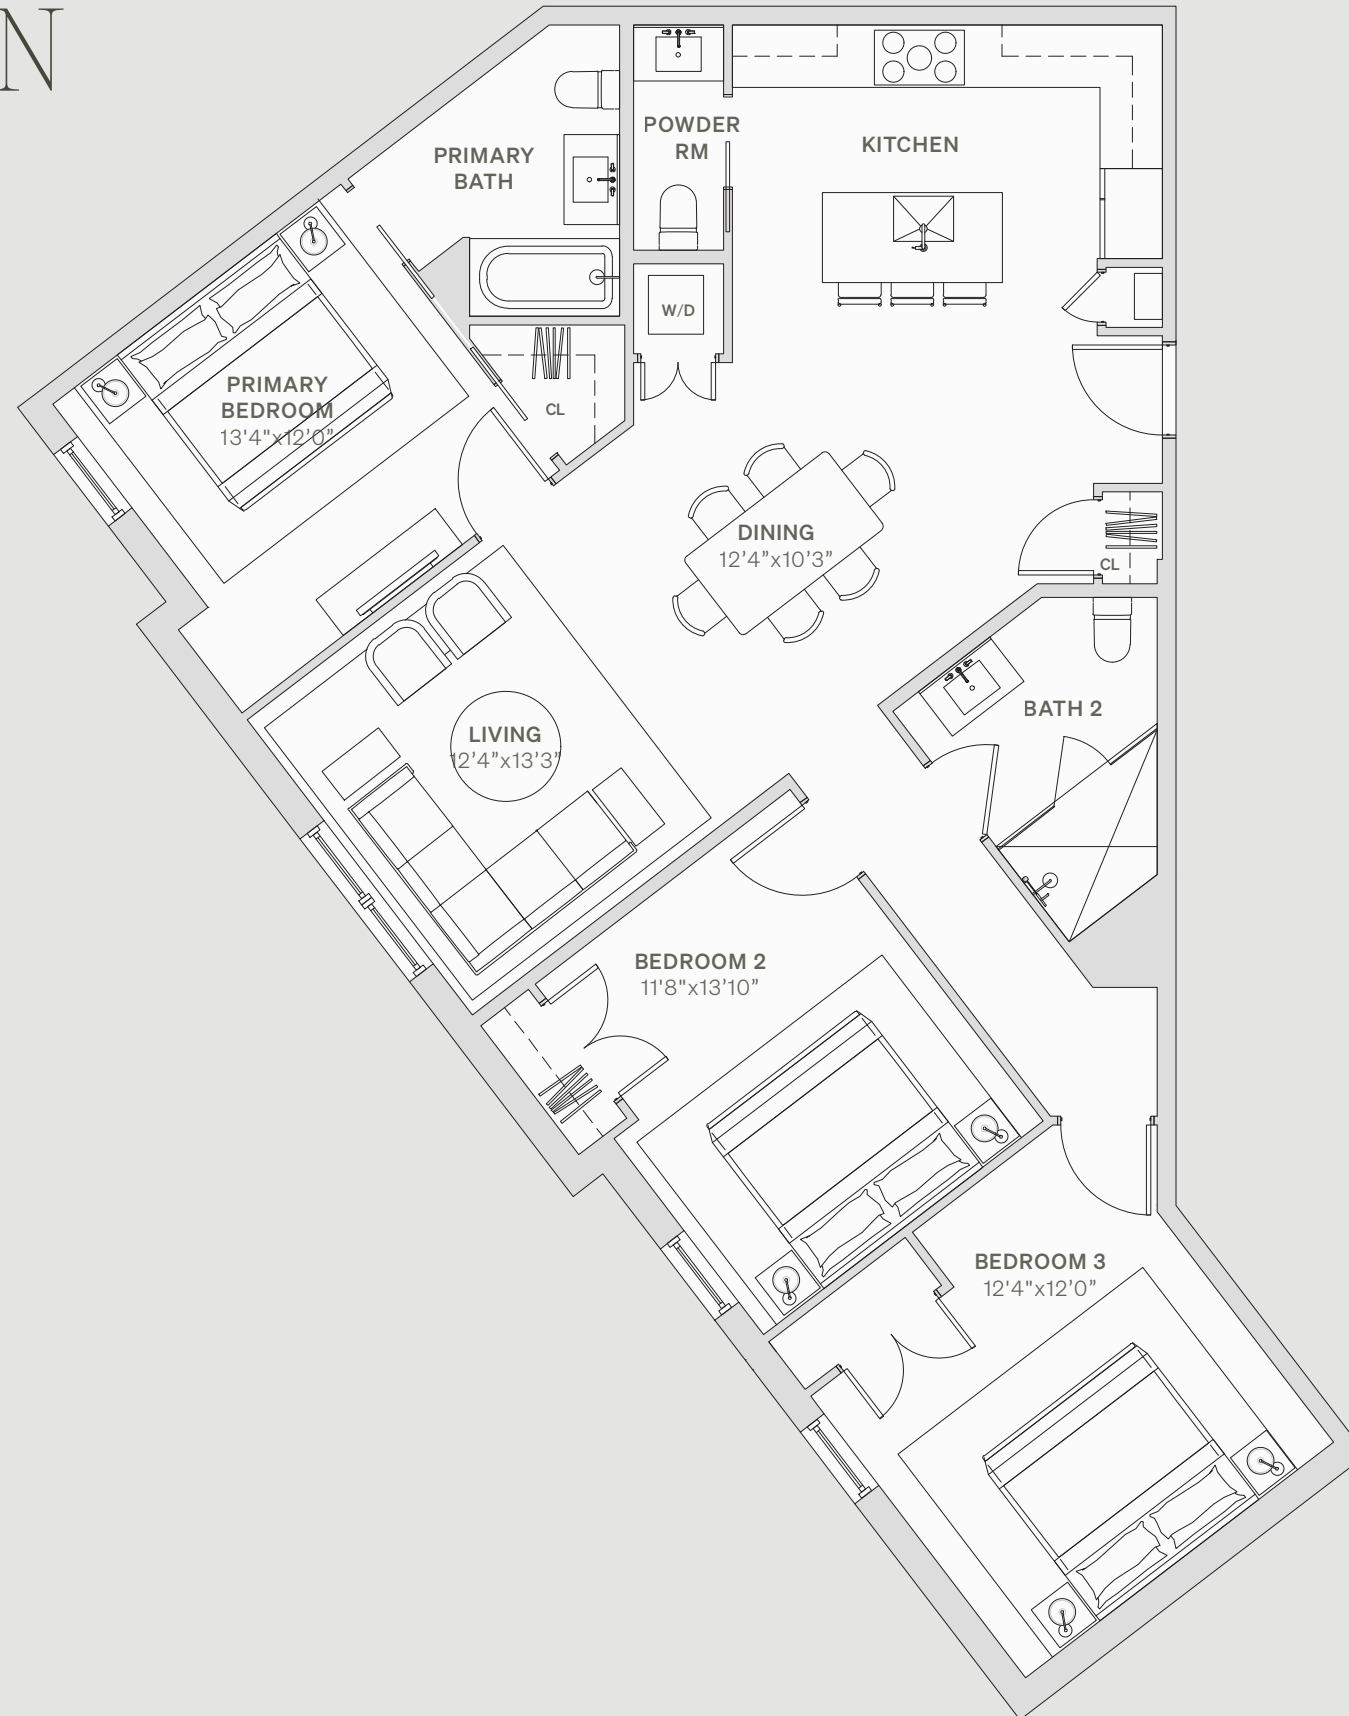 N
POWDER
RM
KITCHEN
PRIMARY
BATH
W/D
PRIMARY
BEDROOM
13'4"x12'0"
CL
DINING
12'4"x10'3"
CL
BATH 2
LIVING
12'4"x13'3"
BEDROOM 2
11'8"x13'10"
BEDROOM 3
12'4"x12'0"